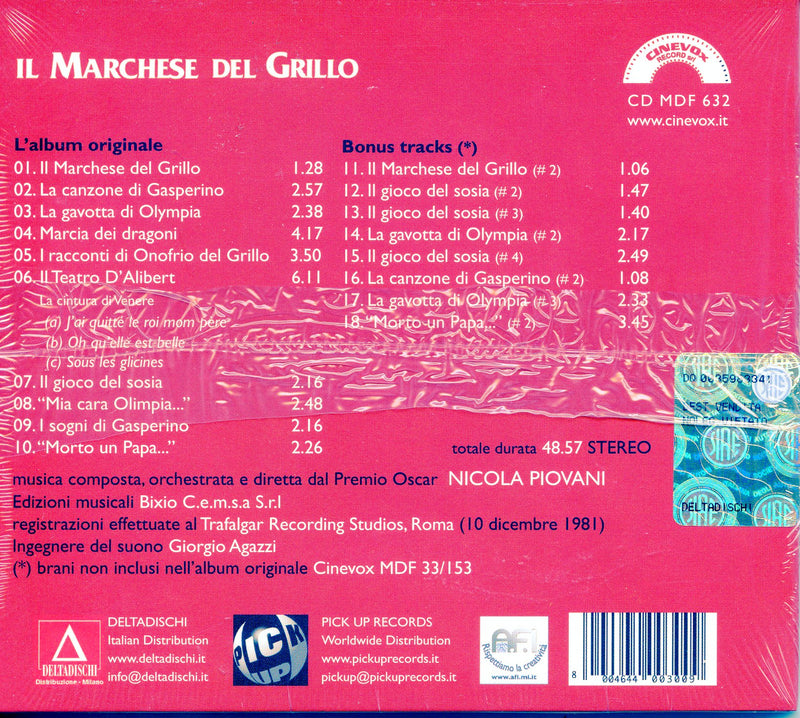 IL MARCHESE DEL GRILLO
CINEVOX
RECORD srl
CD MDF 632
www.cinevox.it
L'album originale
01. Il Marchese del Grillo 1.28
02. La canzone di Gasperino 2.57
03. La gavotta di Olympia 2.38
04. Marcia dei dragoni 4.17
05. I racconti di Onofrio del Grillo 3.50
06. Il Teatro D'Alibert 6.11
La cintura di Venere
(a) J'ai quitté le roi mom père
(b) Oh qu'elle est belle
(c) Sous les glicines
07. Il gioco del sosia 2.16
08. “Mia cara Olimpia...” 2.48
09. I sogni di Gasperino 2.16
10. “Morto un Papa...” 2.26
Bonus tracks (*)
11. Il Marchese del Grillo (# 2) 1.06
12. Il gioco del sosia (# 2) 1.47
13. Il gioco del sosia (# 3) 1.40
14. La gavotta di Olympia (# 2) 2.17
15. Il gioco del sosia (# 4) 2.49
16. La canzone di Gasperino (# 2) 1.08
17. La gavotta di Olympia (# 3) 2.33
18. “Morto un Papa...” (# 2) 3.45
totale durata 48.57 STEREO
musica composta, orchestrata e diretta dal Premio Oscar NICOLA PIOVANI
Edizioni musicali Bixio C.e.m.s.a S.r.l
registrazioni effettuate al Trafalgar Recording Studios, Roma (10 dicembre 1981)
Ingegnere del suono Giorgio Agazzi
(*) brani non inclusi nell'album originale Cinevox MDF 33/153
SIAE
DELTADISCHI
DELTADISCHI
Distribuzione - Milano
DELTADISCHI
Italian Distribution
www.deltadischi.it
info@deltadischi.it
PICK
UP
PICK UP RECORDS
Worldwide Distribution
www.pickuprecords.it
pickup@pickuprecords.it
A.F.I.
Rispettiamo la creatività
www.afi.mi.it
8 004644 003009